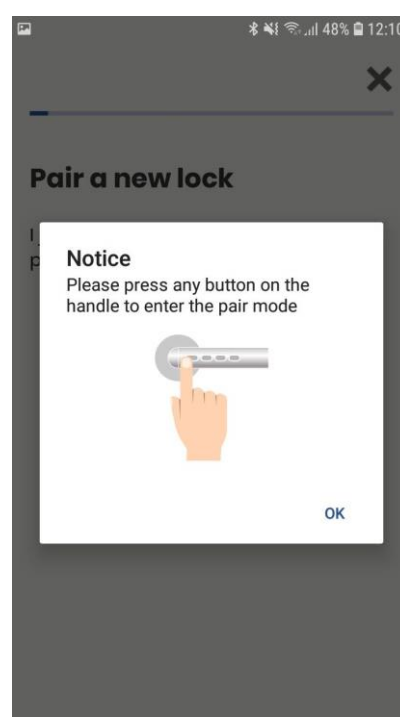 48% 12:10
Pair a new lock
Notice
Please press any button on the
handle to enter the pair mode
OK